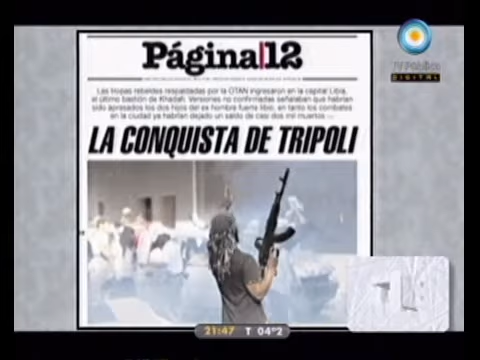 Página|12
TV Pública
DIGITAL
Las tropas rebeldes respaldadas por la OTAN ingresaron en la capital Libia,
el último bastión de Khadafi. Versiones no confirmadas señalaban que habrían
sido apresados los dos hijos del ex hombre fuerte libio, en tanto los combates
en la ciudad ya habrían dejado un saldo de casi dos mil muertos
LA CONQUISTA DE TRIPOLI
21:47 T 04º2